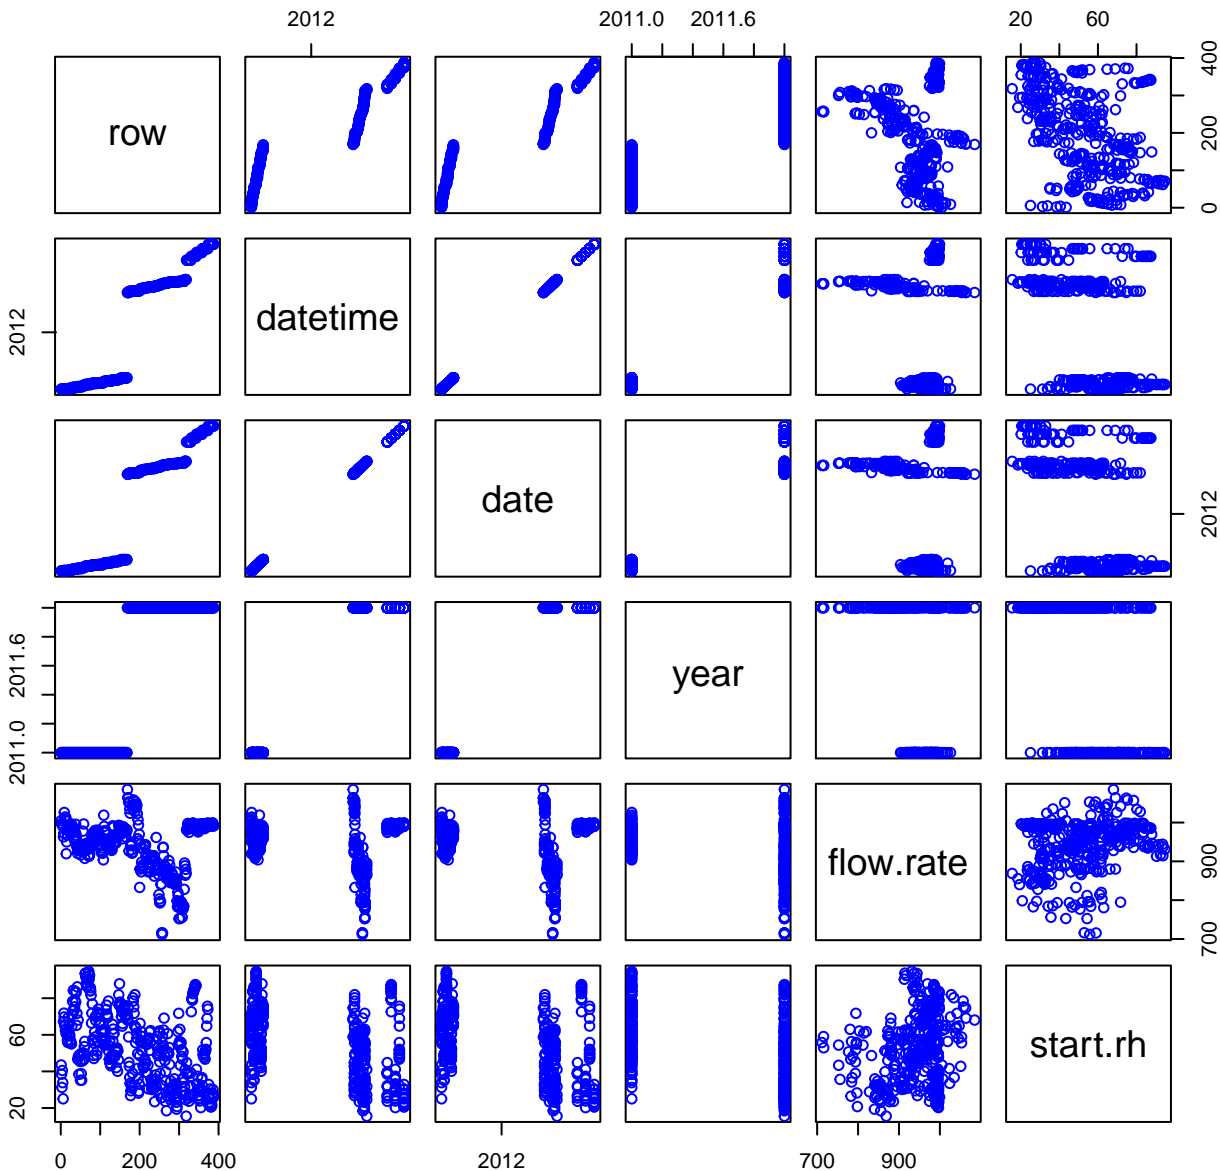 2012 2011.0 2011.6 20 60
row 0 200 400
2012 datetime
date 2012
2011.0 2011.6 year
flow.rate 700 900
20 60 start.rh
0 200 400 2012 700 900